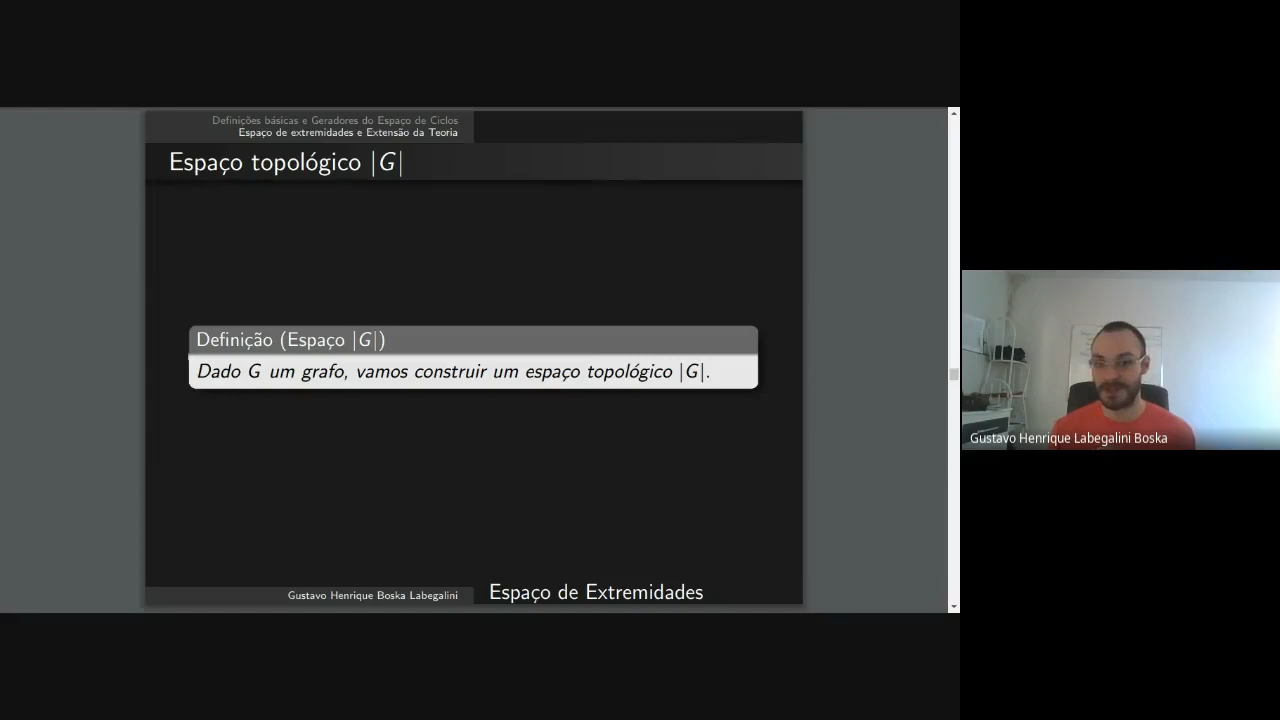 Definições básicas e Geradores do Espaço de Ciclos
Espaço de extremidades e Extensão da Teoria
Espaço topológico |G|
Definição (Espaço |G|)
Dado G um grafo, vamos construir um espaço topológico |G|.
Gustavo Henrique Boska Labegalini
Espaço de Extremidades
Gustavo Henrique Labegalini Boska